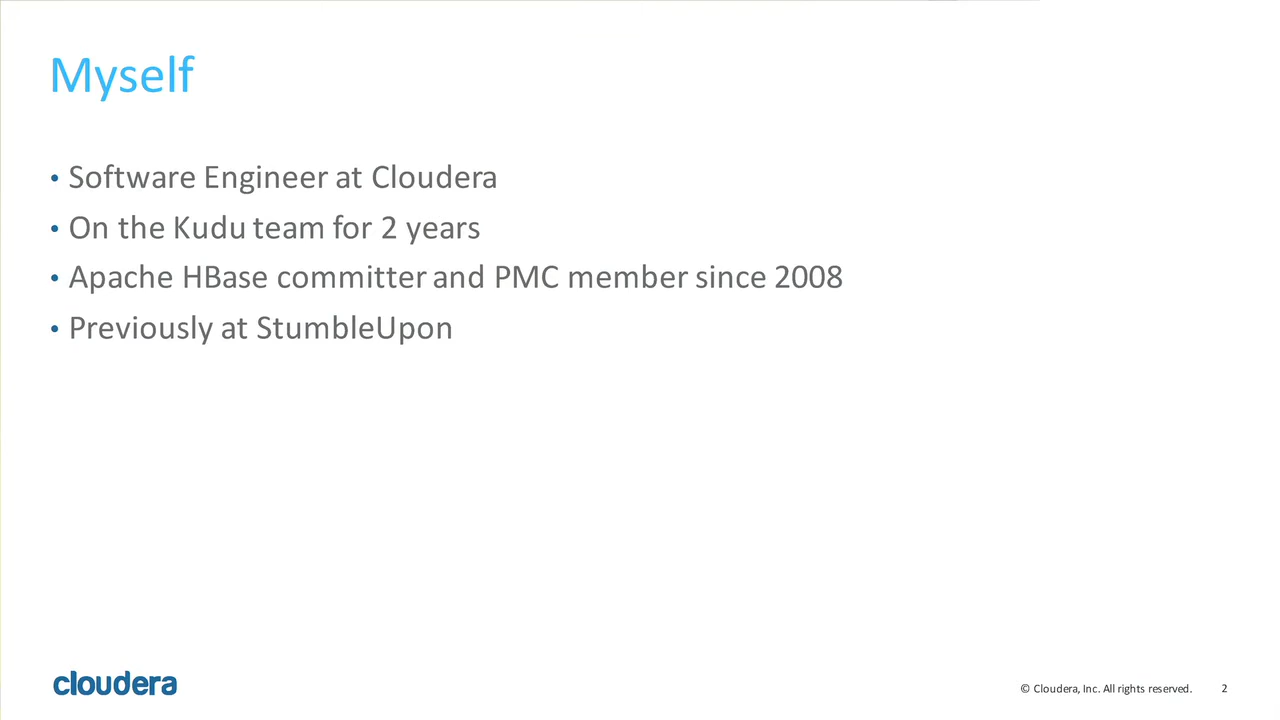 Myself
• Software Engineer at Cloudera
• On the Kudu team for 2 years
• Apache HBase committer and PMC member since 2008
• Previously at StumbleUpon
cloudera
© Cloudera, Inc. All rights reserved. 2